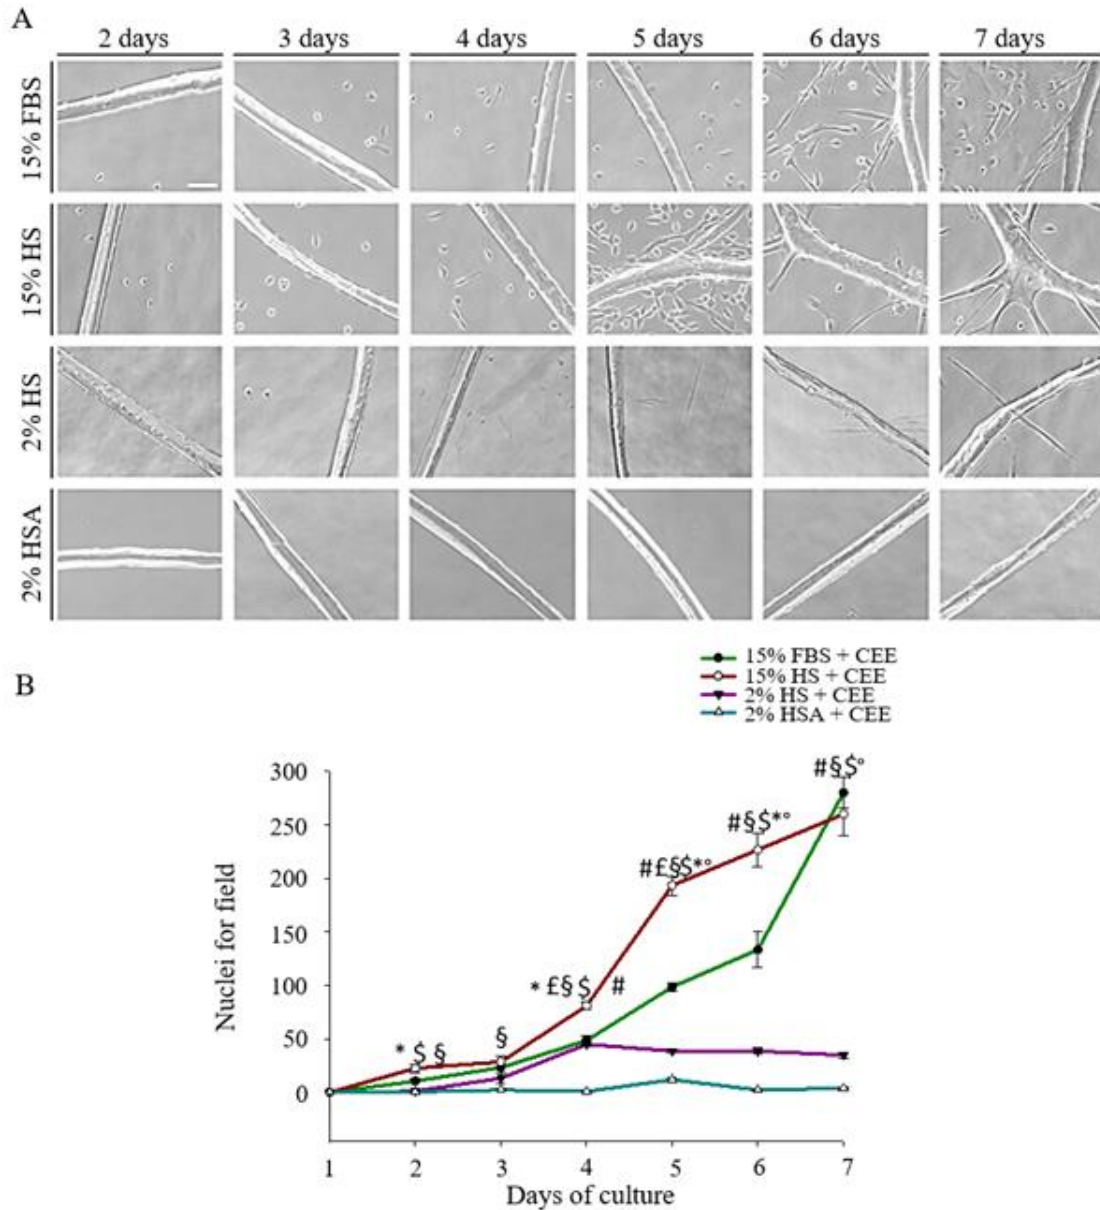 A
2 days 3 days 4 days 5 days 6 days 7 days
15% FBS
15% HS
2% HS
2% HSA
B
15% FBS + CEE
15% HS + CEE
2% HS + CEE
2% HSA + CEE
300
250
200
150
100
50
0
Nuclei for field
* $ §
§
* £§ $ #
#£§$*°
#§$*°
#§$°
1 2 3 4 5 6 7
Days of culture